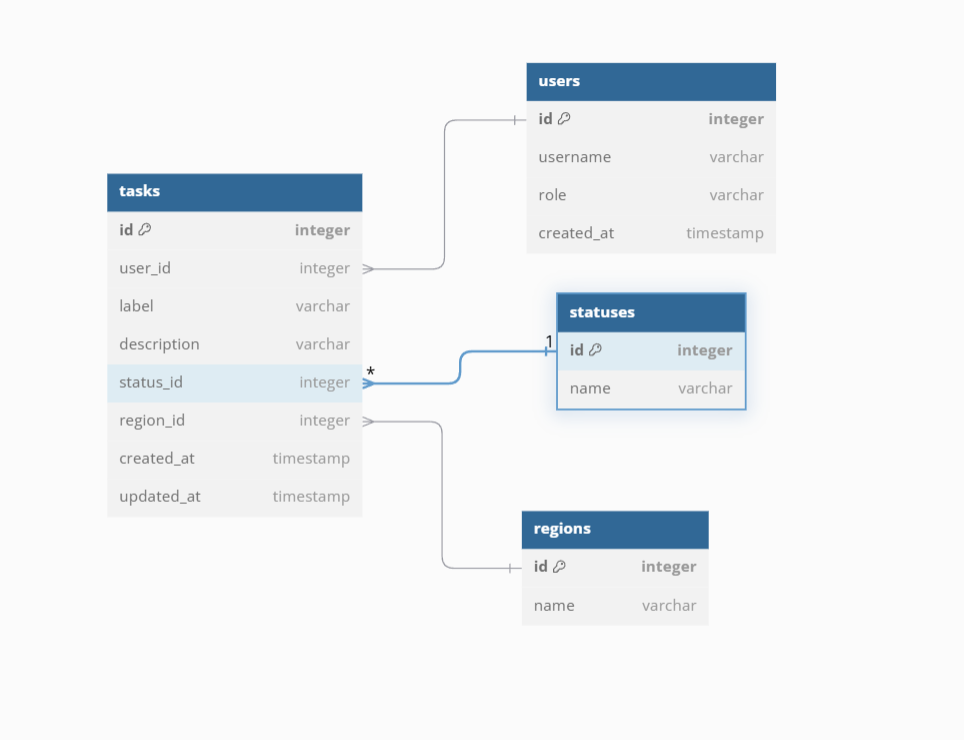 users
id integer
username varchar
role varchar
created_at timestamp
tasks
id integer
user_id integer
label varchar
description varchar
status_id integer
region_id integer
created_at timestamp
updated_at timestamp
*
1
statuses
id integer
name varchar
regions
id integer
name varchar